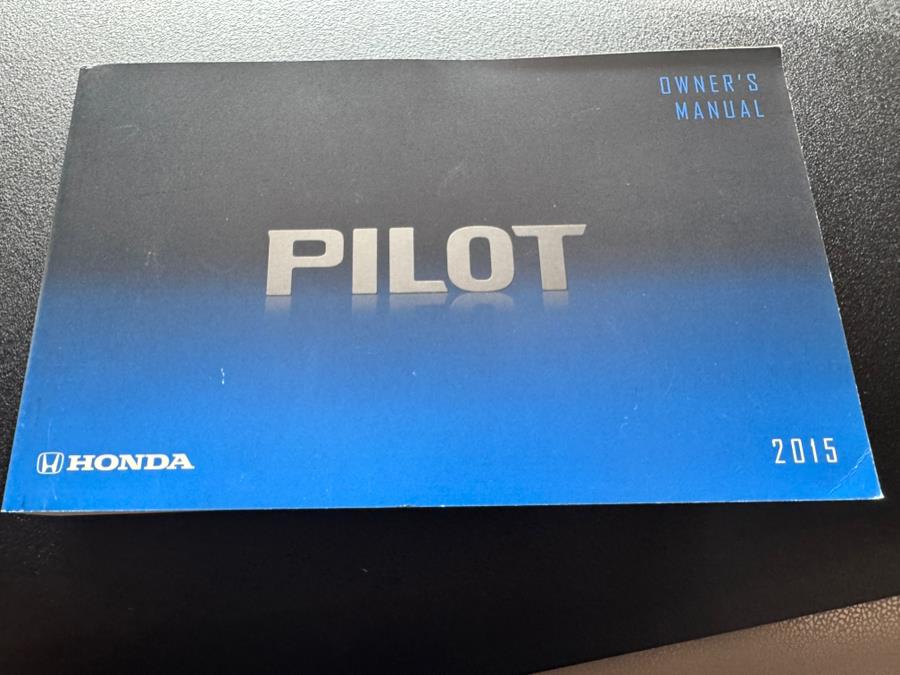 OWNER'S
MANUAL
PILOT
HONDA
2015